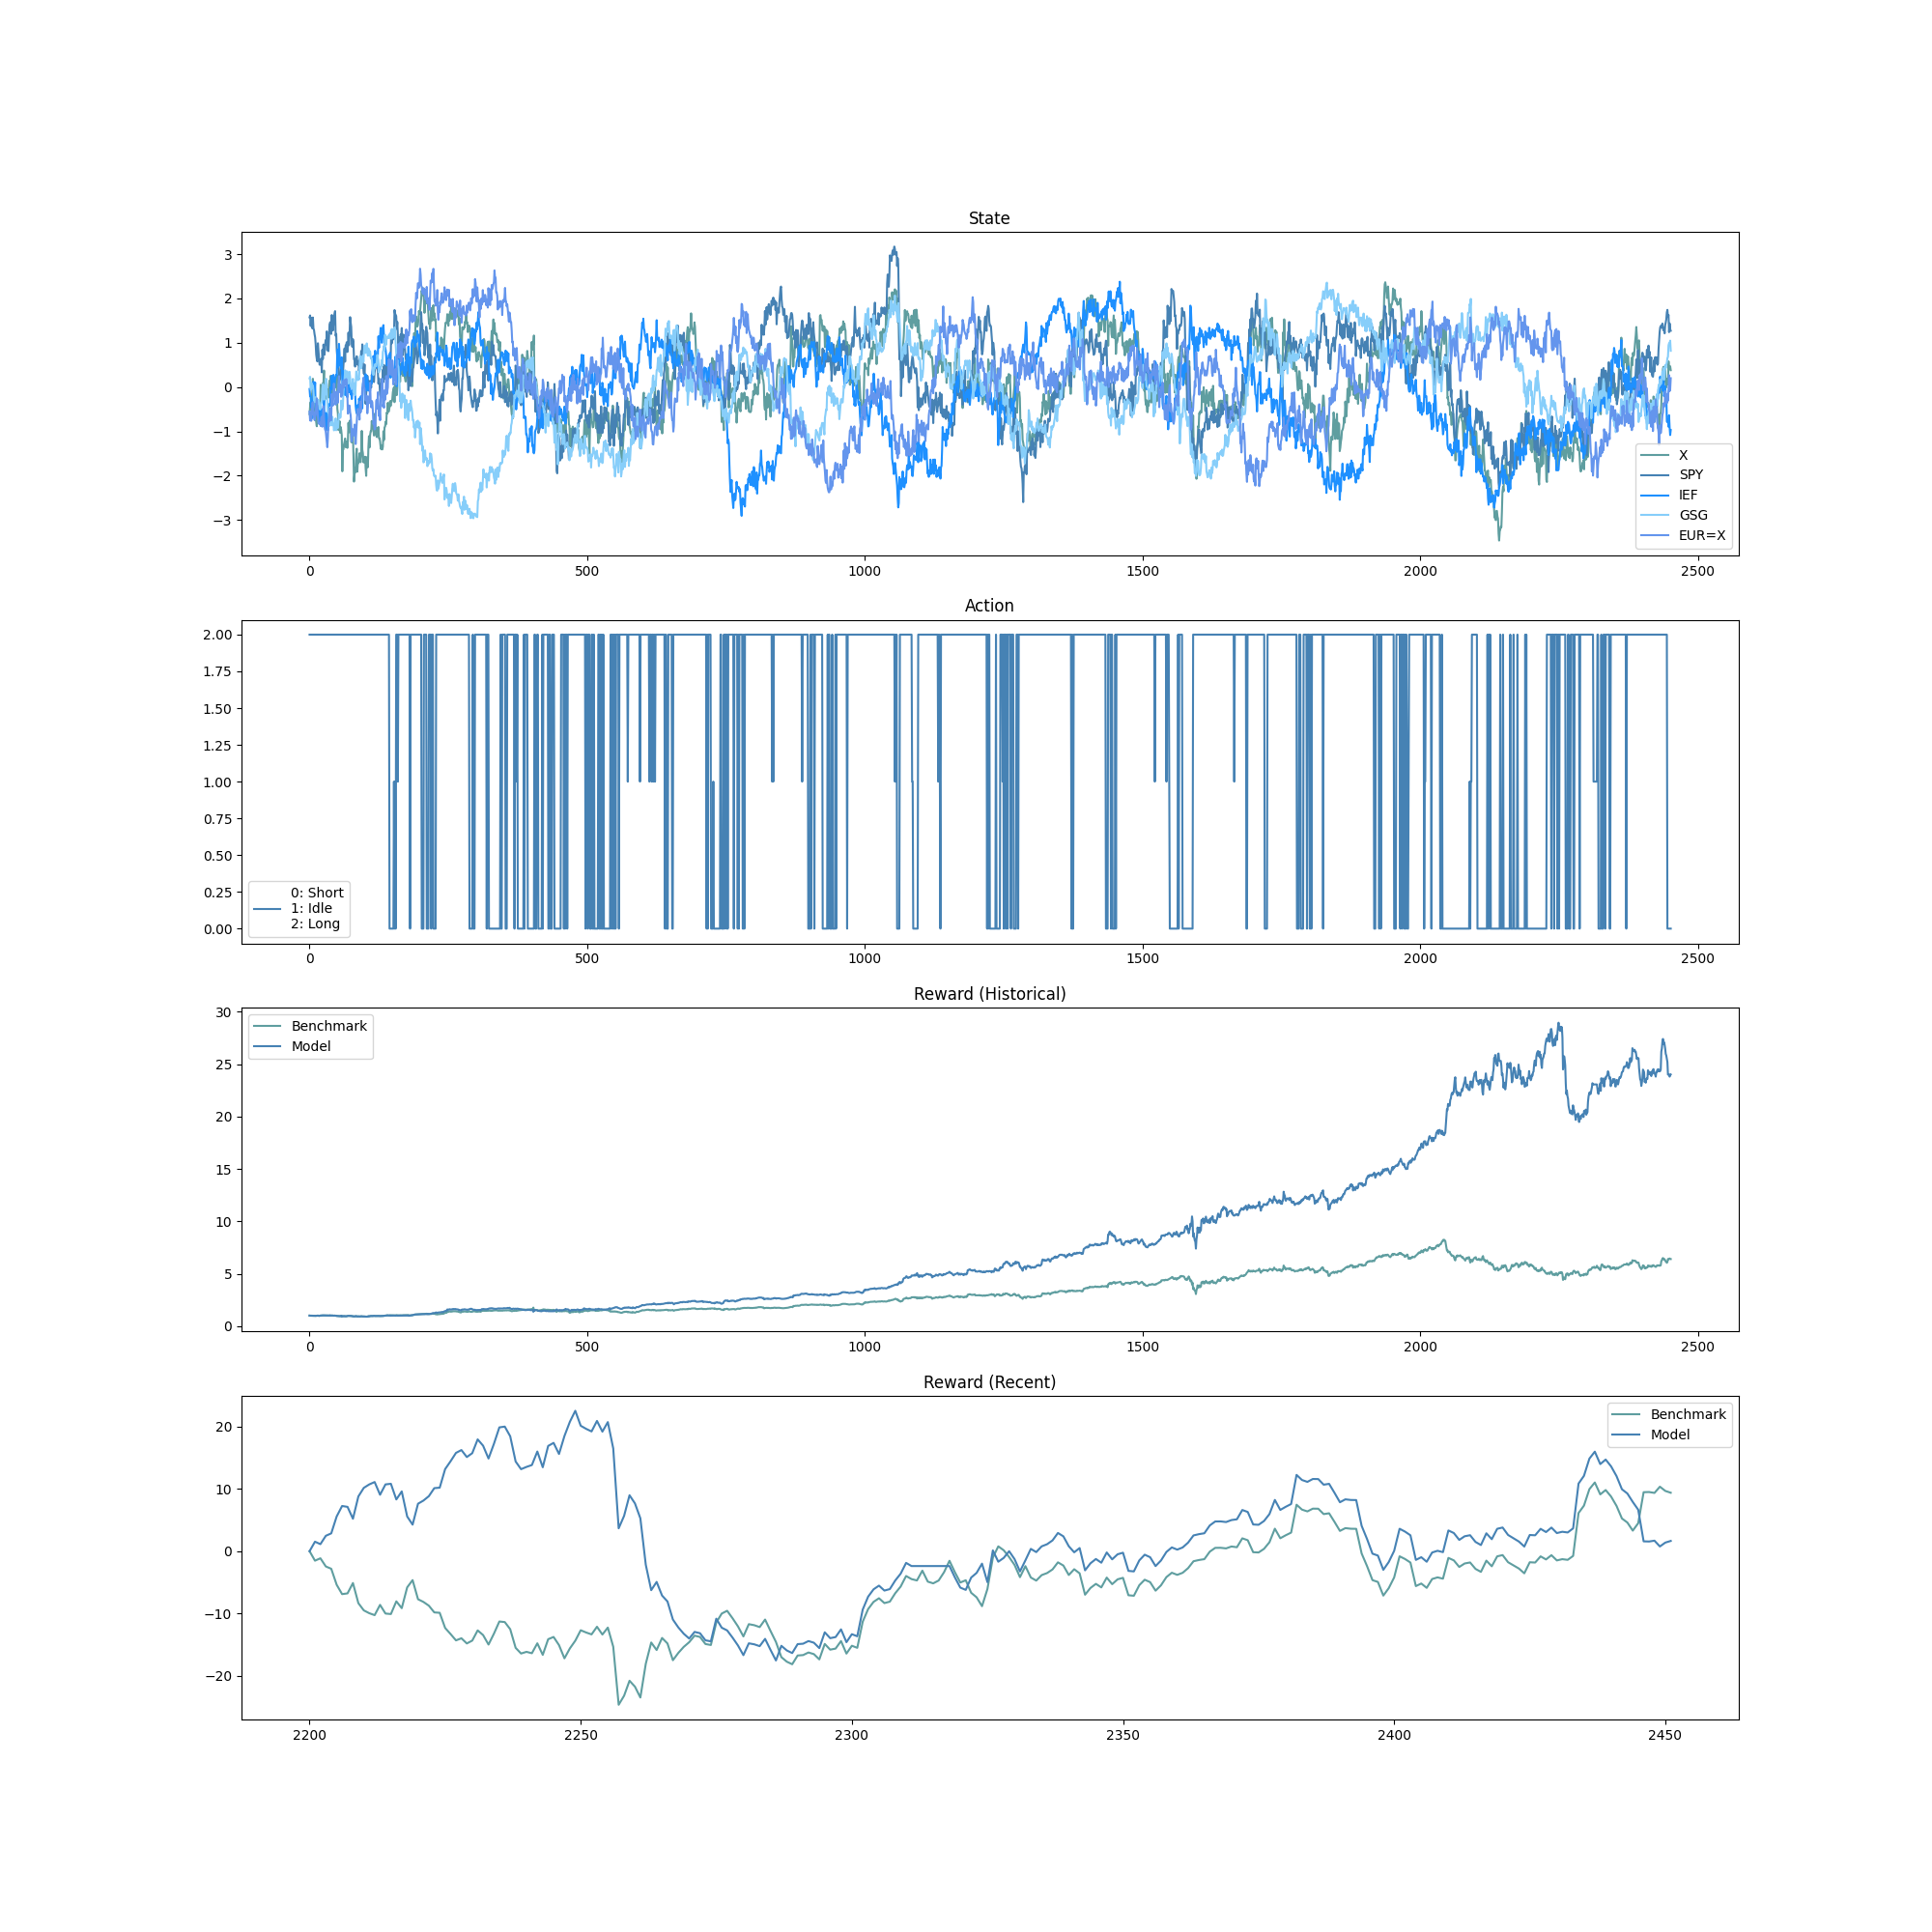 State
3
2
1
0
−1
−2
−3
X
SPY
IEF
GSG
EUR=X
0 500 1000 1500 2000 2500
Action
2.00
1.75
1.50
1.25
1.00
0.75
0.50
0.25
0.00
0: Short
1: Idle
2: Long
0 500 1000 1500 2000 2500
Reward (Historical)
30
25
20
15
10
5
0
Benchmark
Model
0 500 1000 1500 2000 2500
Reward (Recent)
20
10
0
−10
−20
Benchmark
Model
2200 2250 2300 2350 2400 2450